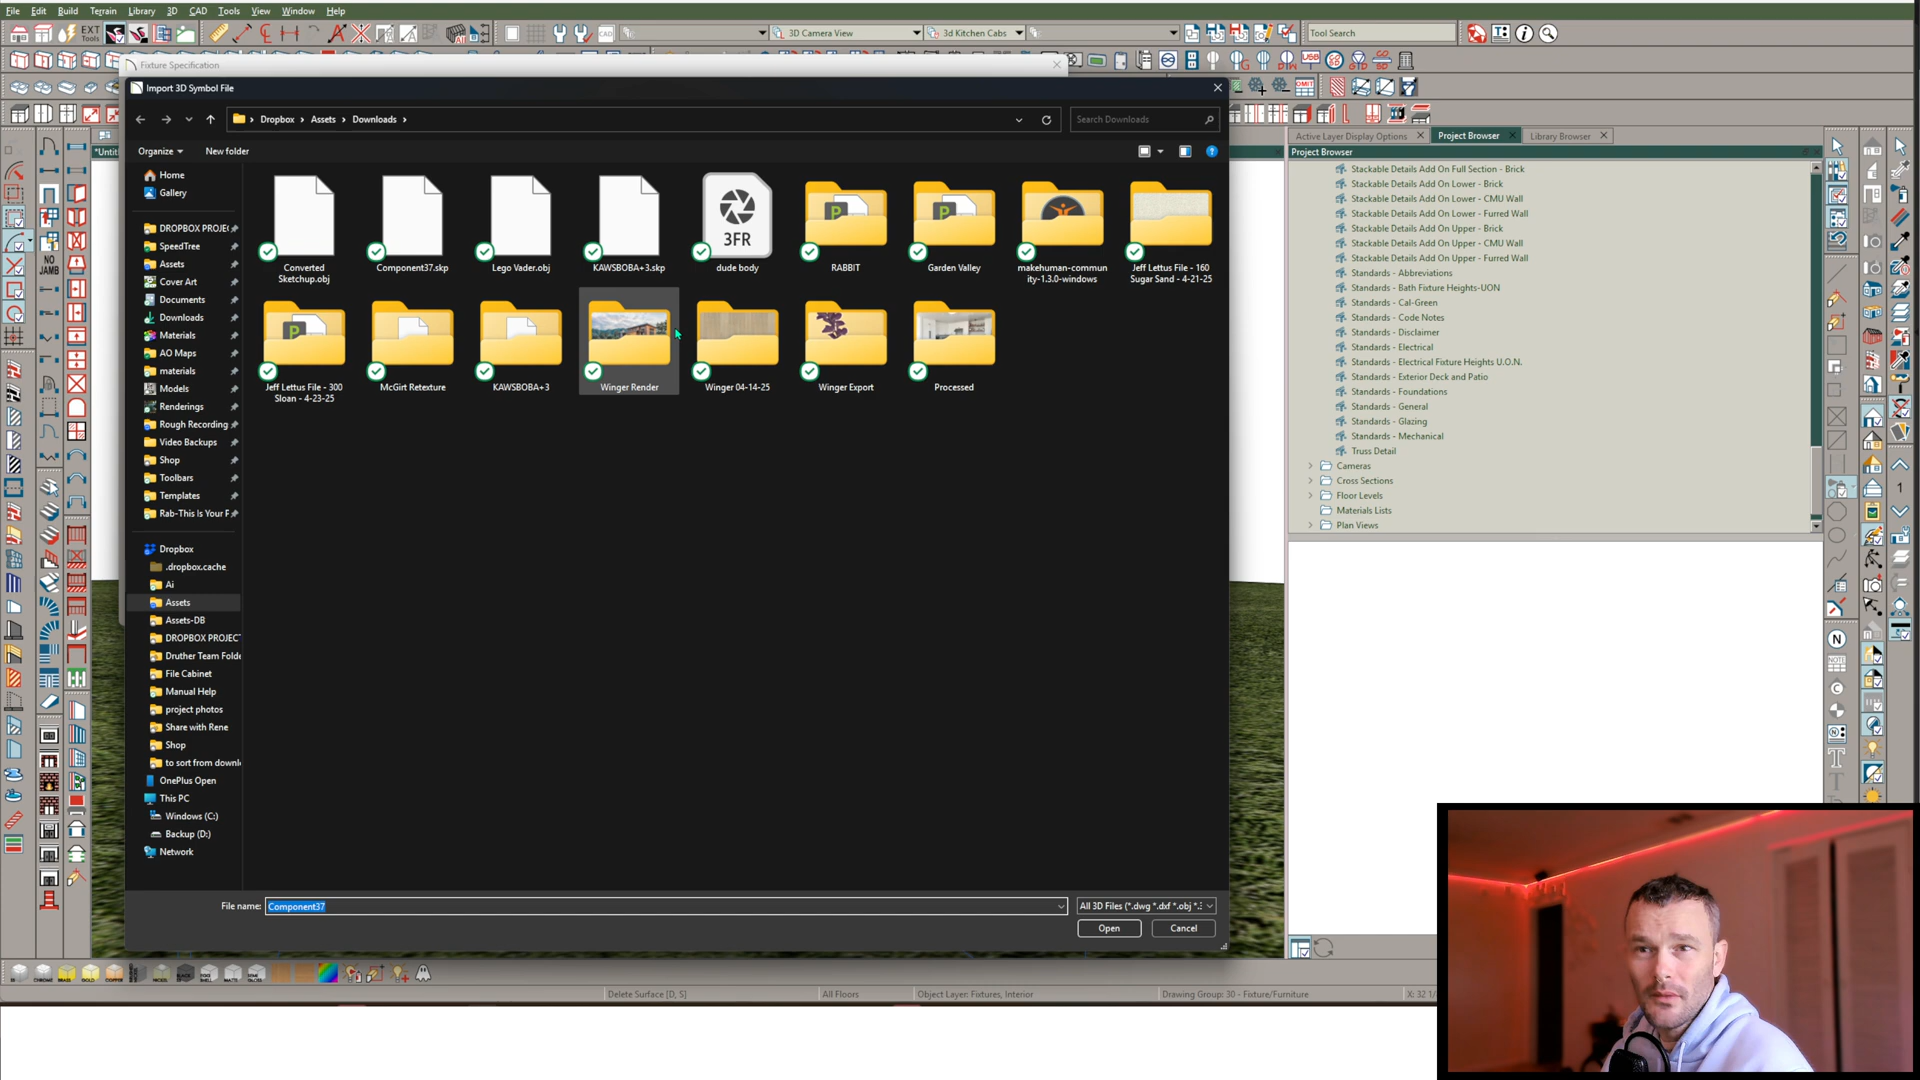 File Edit Build Terrain Library 3D CAD Tools View Window Help
EXT Tools
3D Camera View
3d Kitchen Cabs
Tool Search
Fixture Specification
Import 3D Symbol File
Dropbox > Assets > Downloads >
Search Downloads
Organize
New folder
Active Layer Display Options
Project Browser
Library Browser
Project Browser
NO JAMB
Home
Gallery
DROPBOX PROJEC
SpeedTree
Assets
Cover Art
Documents
Downloads
Materials
AO Maps
materials
Models
Renderings
Rough Recording
Video Backups
Shop
Toolbars
Templates
Rab-This Is Your F
Dropbox
.dropbox.cache
Ai
Assets
Assets-DB
DROPBOX PROJECT
Druther Team Folde
File Cabinet
Manual Help
project photos
Share with Rene
Shop
to sort from downl
OnePlus Open
This PC
Windows (C:)
Backup (D:)
Network
3FR
Converted Sketchup.obj
Component37.skp
Lego Vader.obj
KAWSBOBA+3.skp
dude body
RABBIT
Garden Valley
makehuman-community-1.3.0-windows
Jeff Lettus File - 160 Sugar Sand - 4-21-25
Jeff Lettus File - 300 Sloan - 4-23-25
McGirt Retexture
KAWSBOBA+3
Winger Render
Winger 04-14-25
Winger Export
Processed
Stackable Details Add On Full Section - Brick
Stackable Details Add On Lower - Brick
Stackable Details Add On Lower - CMU Wall
Stackable Details Add On Lower - Furred Wall
Stackable Details Add On Upper - Brick
Stackable Details Add On Upper - CMU Wall
Stackable Details Add On Upper - Furred Wall
Standards - Abbreviations
Standards - Bath Fixture Heights-UON
Standards - Cal-Green
Standards - Code Notes
Standards - Disclaimer
Standards - Electrical
Standards - Electrical Fixture Heights U.O.N.
Standards - Exterior Deck and Patio
Standards - Foundations
Standards - General
Standards - Glazing
Standards - Mechanical
Truss Detail
Cameras
Cross Sections
Floor Levels
Materials Lists
Plan Views
File name: Component37
All 3D Files (*.dwg *.dxf *.obj *.:
Open
Cancel
Delete Surface [D, S]
All Floors
Object Layer: Fixtures, Interior
Drawing Group: 30 - Fixture/Furniture
X: 32 1/